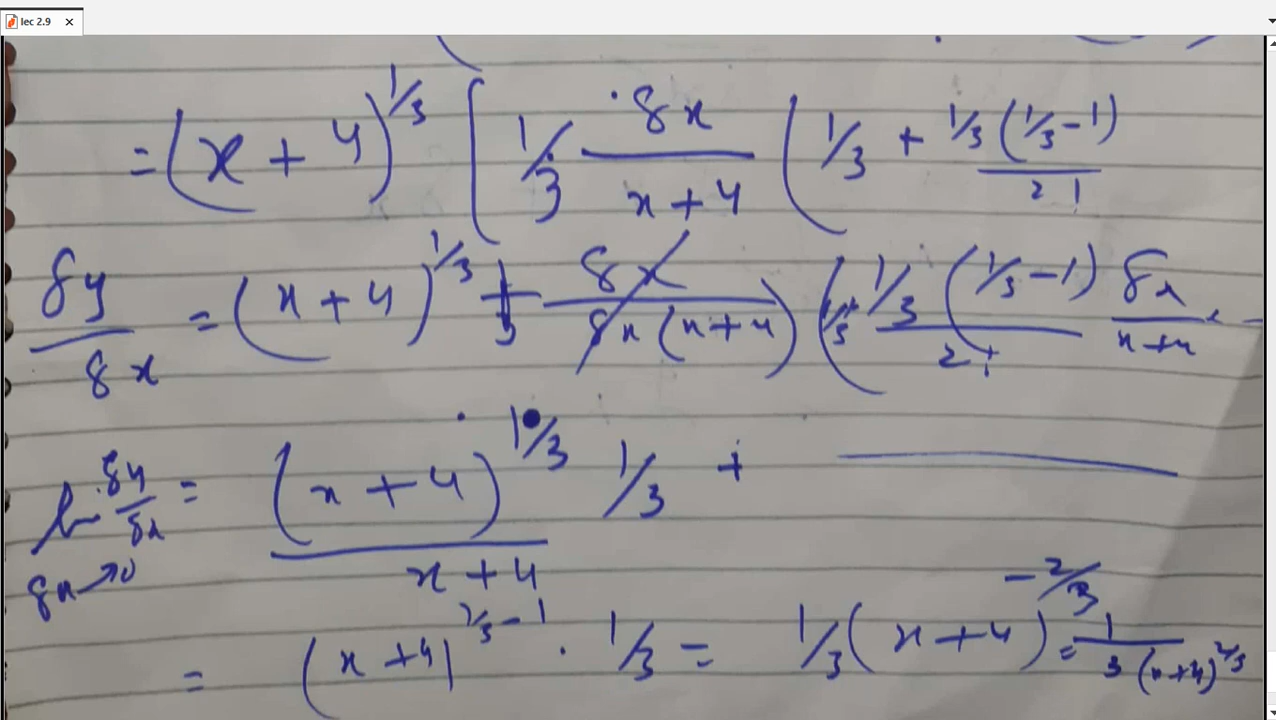 lec 2.9
= (x + 4)^1/3 [ 1/3 δx / x+4 ( 1/3 + 1/3 (1/3 - 1) / 2!
δy / δx = (x + 4)^1/3 1/3 δx / δx (x+4) ( 1/3 + 1/3 (1/3 - 1) / 2! δx / x+4
lim δx→0 δy / δx = (x + 4)^1/3 / x + 4 1/3 +
= (x + 4)^1/3 - 1 . 1/3 = 1/3 (x + 4)^-2/3 = 1 / 3 (x+4)^2/3